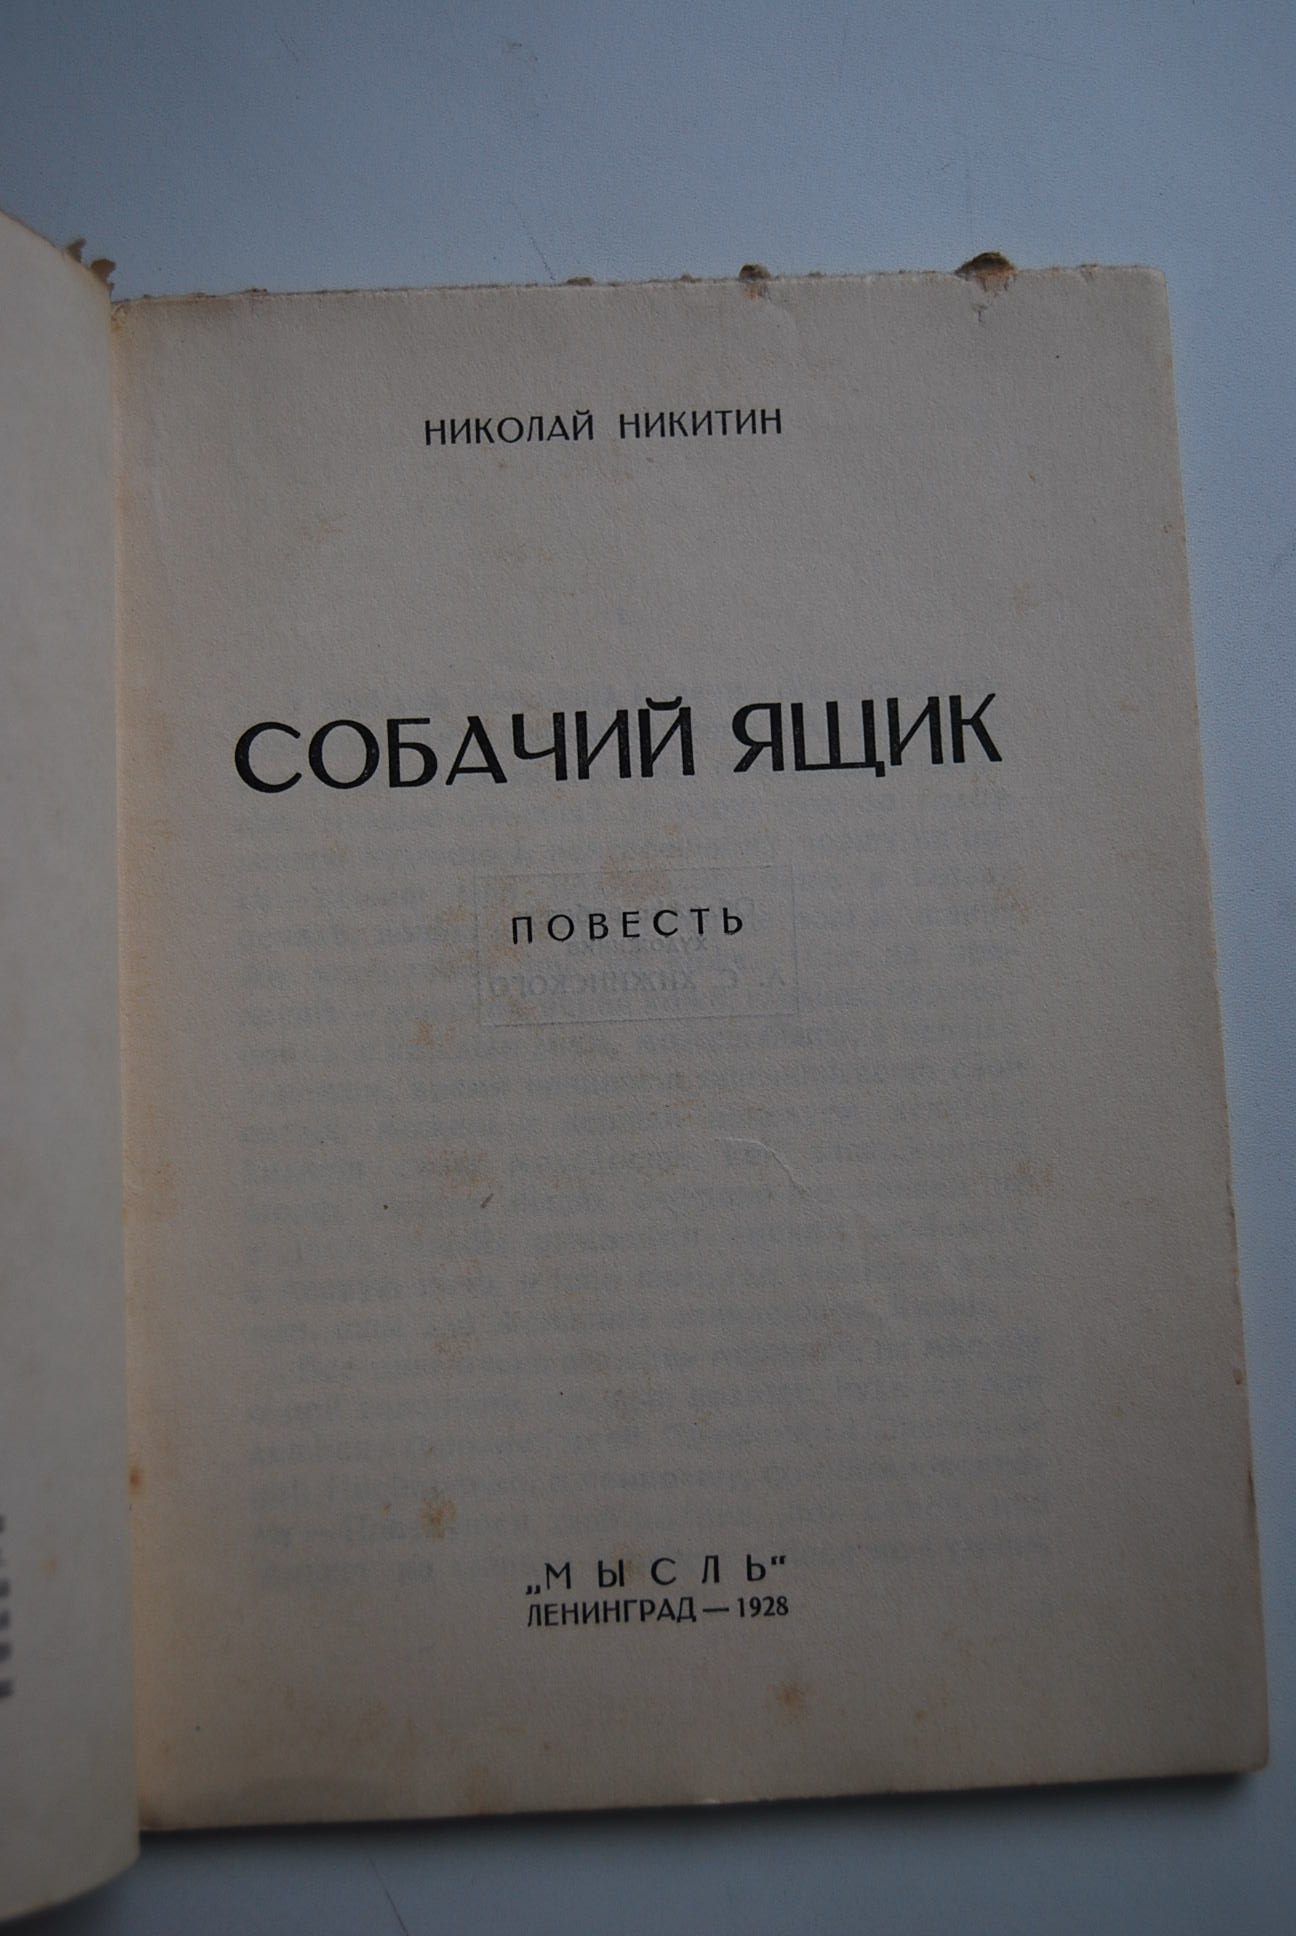 НИКОЛАЙ НИКИТИН
СОБАЧИЙ ЯЩИК
ПОВЕСТЬ
„МЫСЛЬ“
ЛЕНИНГРАД — 1928